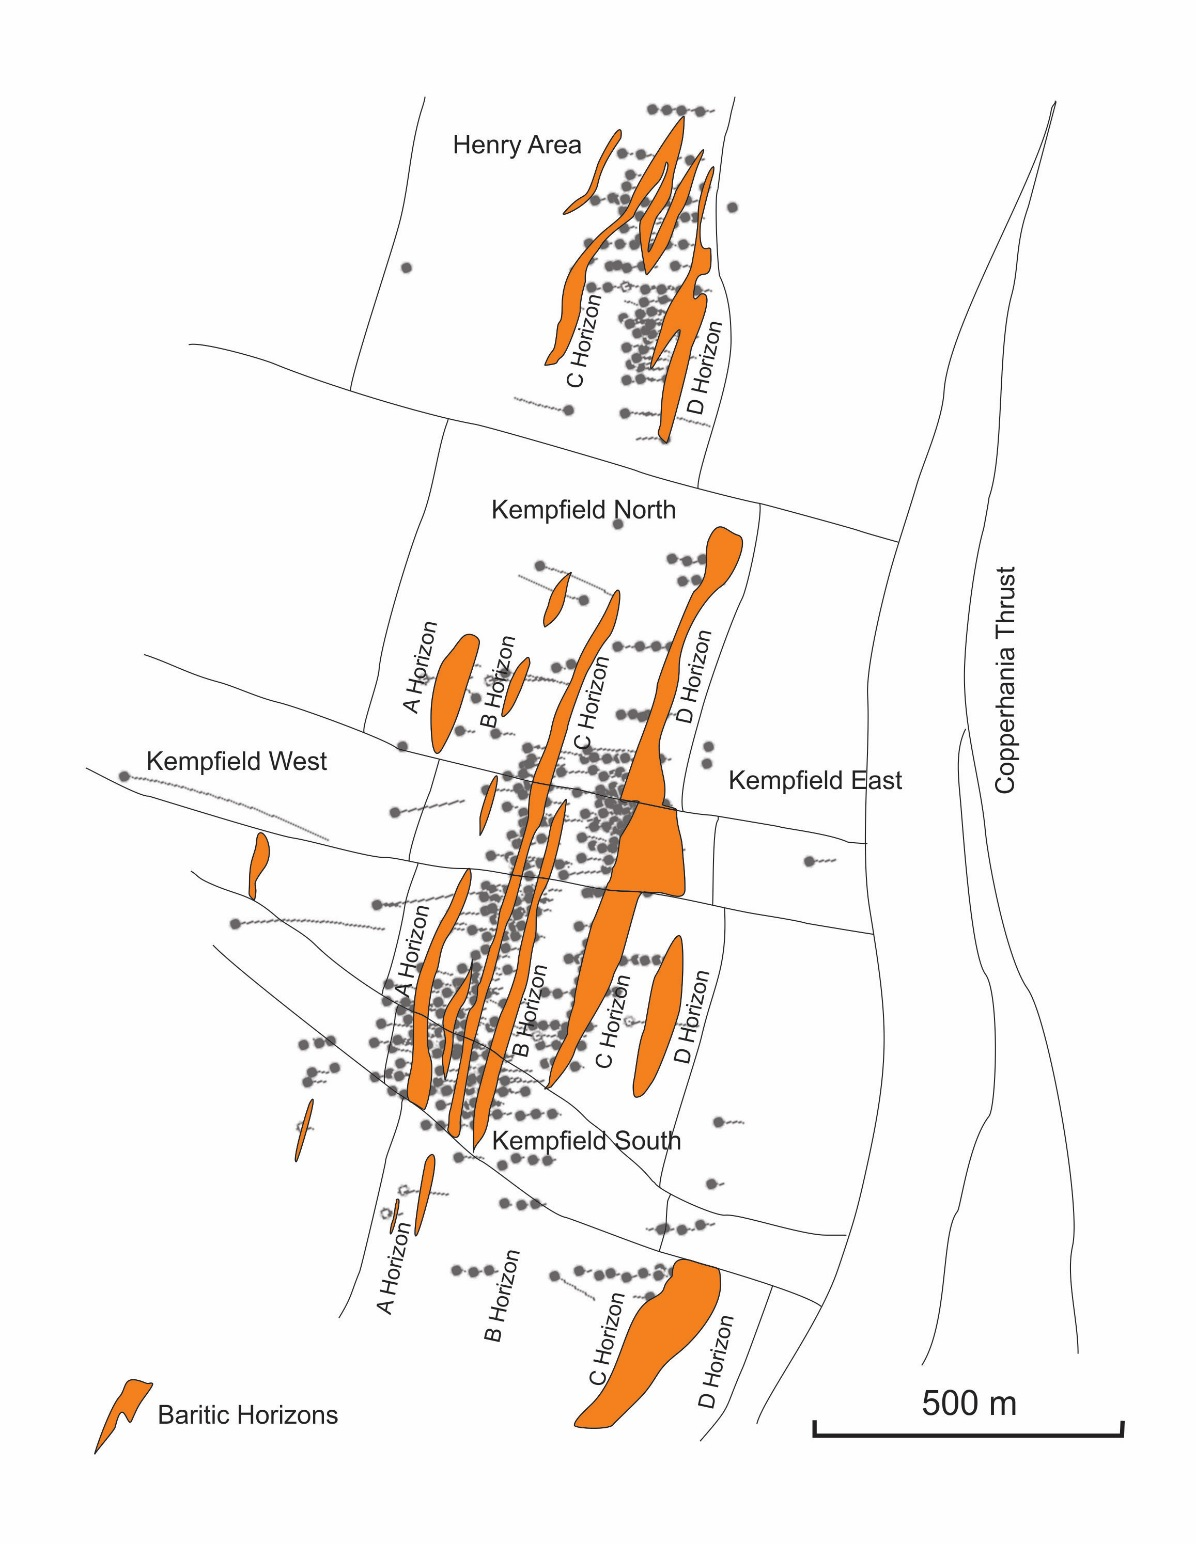 Henry Area
C Horizon
D Horizon
Kempfield North
A Horizon
B Horizon
C Horizon
D Horizon
Copperhania Thrust
Kempfield West
Kempfield East
A Horizon
B Horizon
C Horizon
D Horizon
Kempfield South
A Horizon
B Horizon
C Horizon
D Horizon
500 m
Baritic Horizons